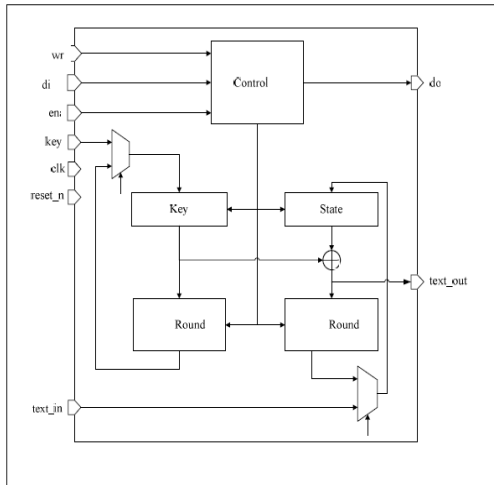 wr
di
en
key
clk
reset_n
text_in
Control
Key
State
Round
Round
do
text_out